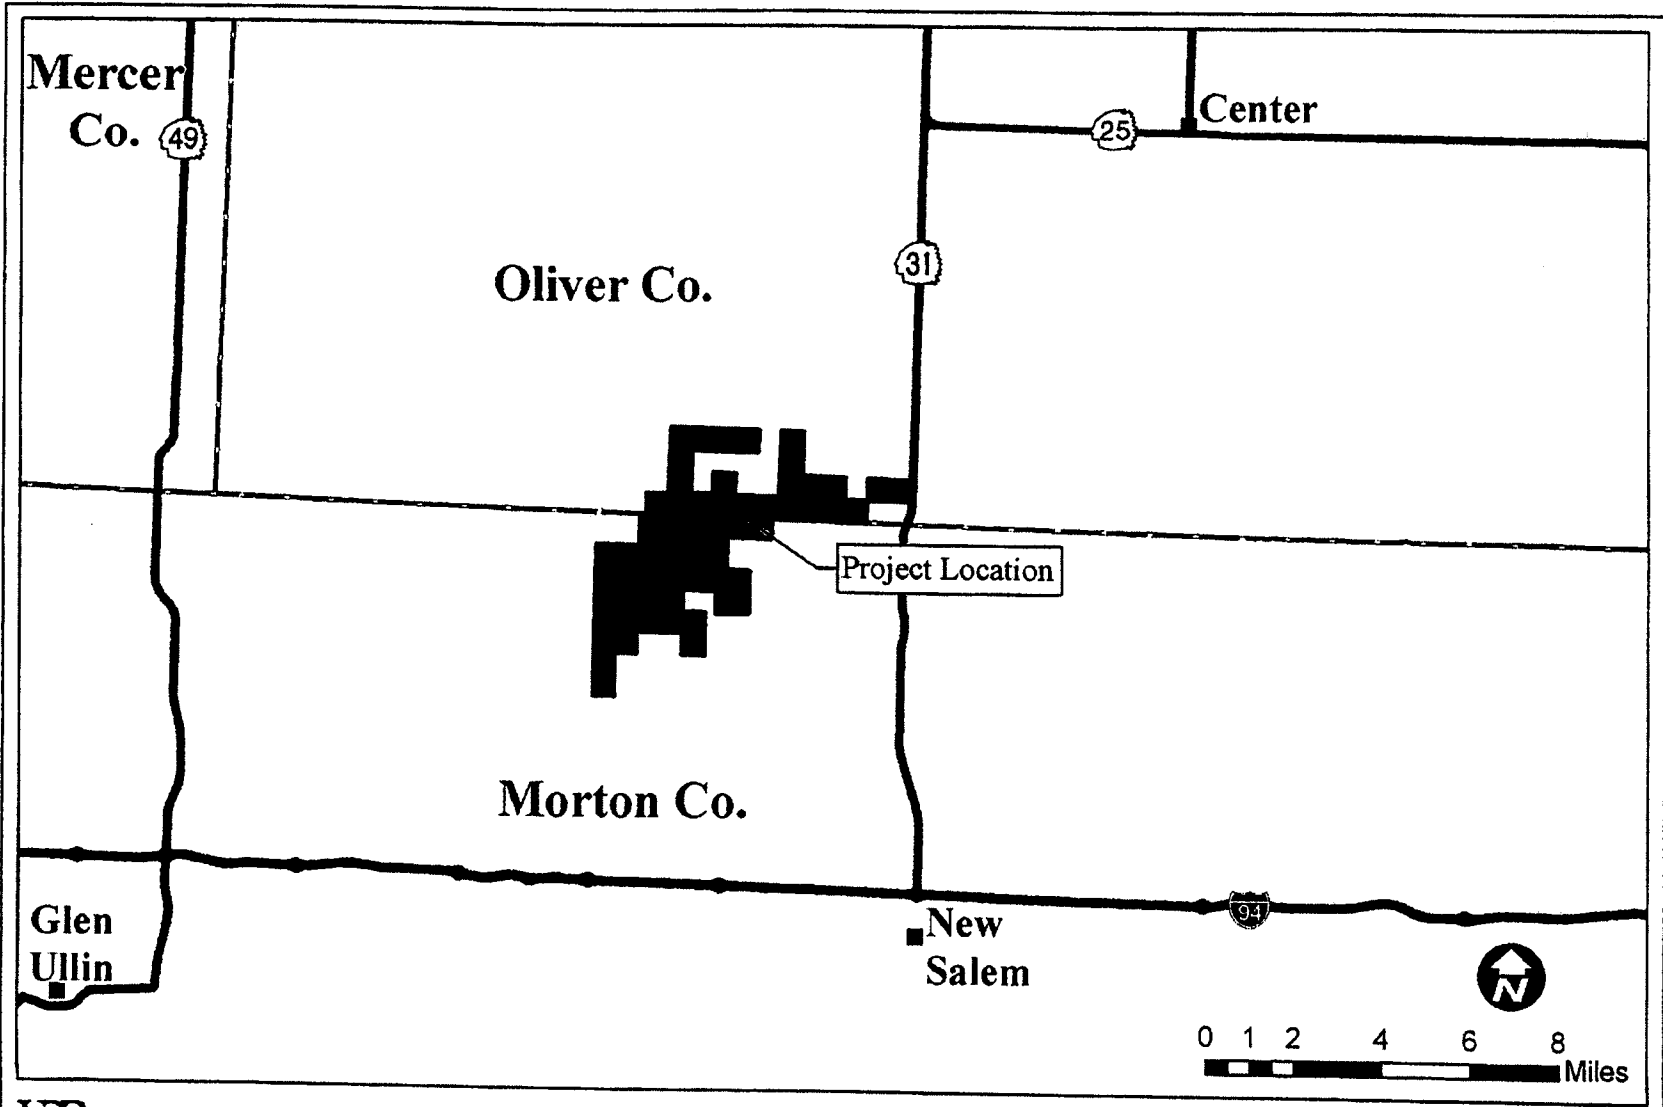 Mercer
Co.
49
Center
25
31
Oliver Co.
Project Location
Morton Co.
Glen
Ullin
New
Salem
94
N
0 1 2 4 6 8
Miles